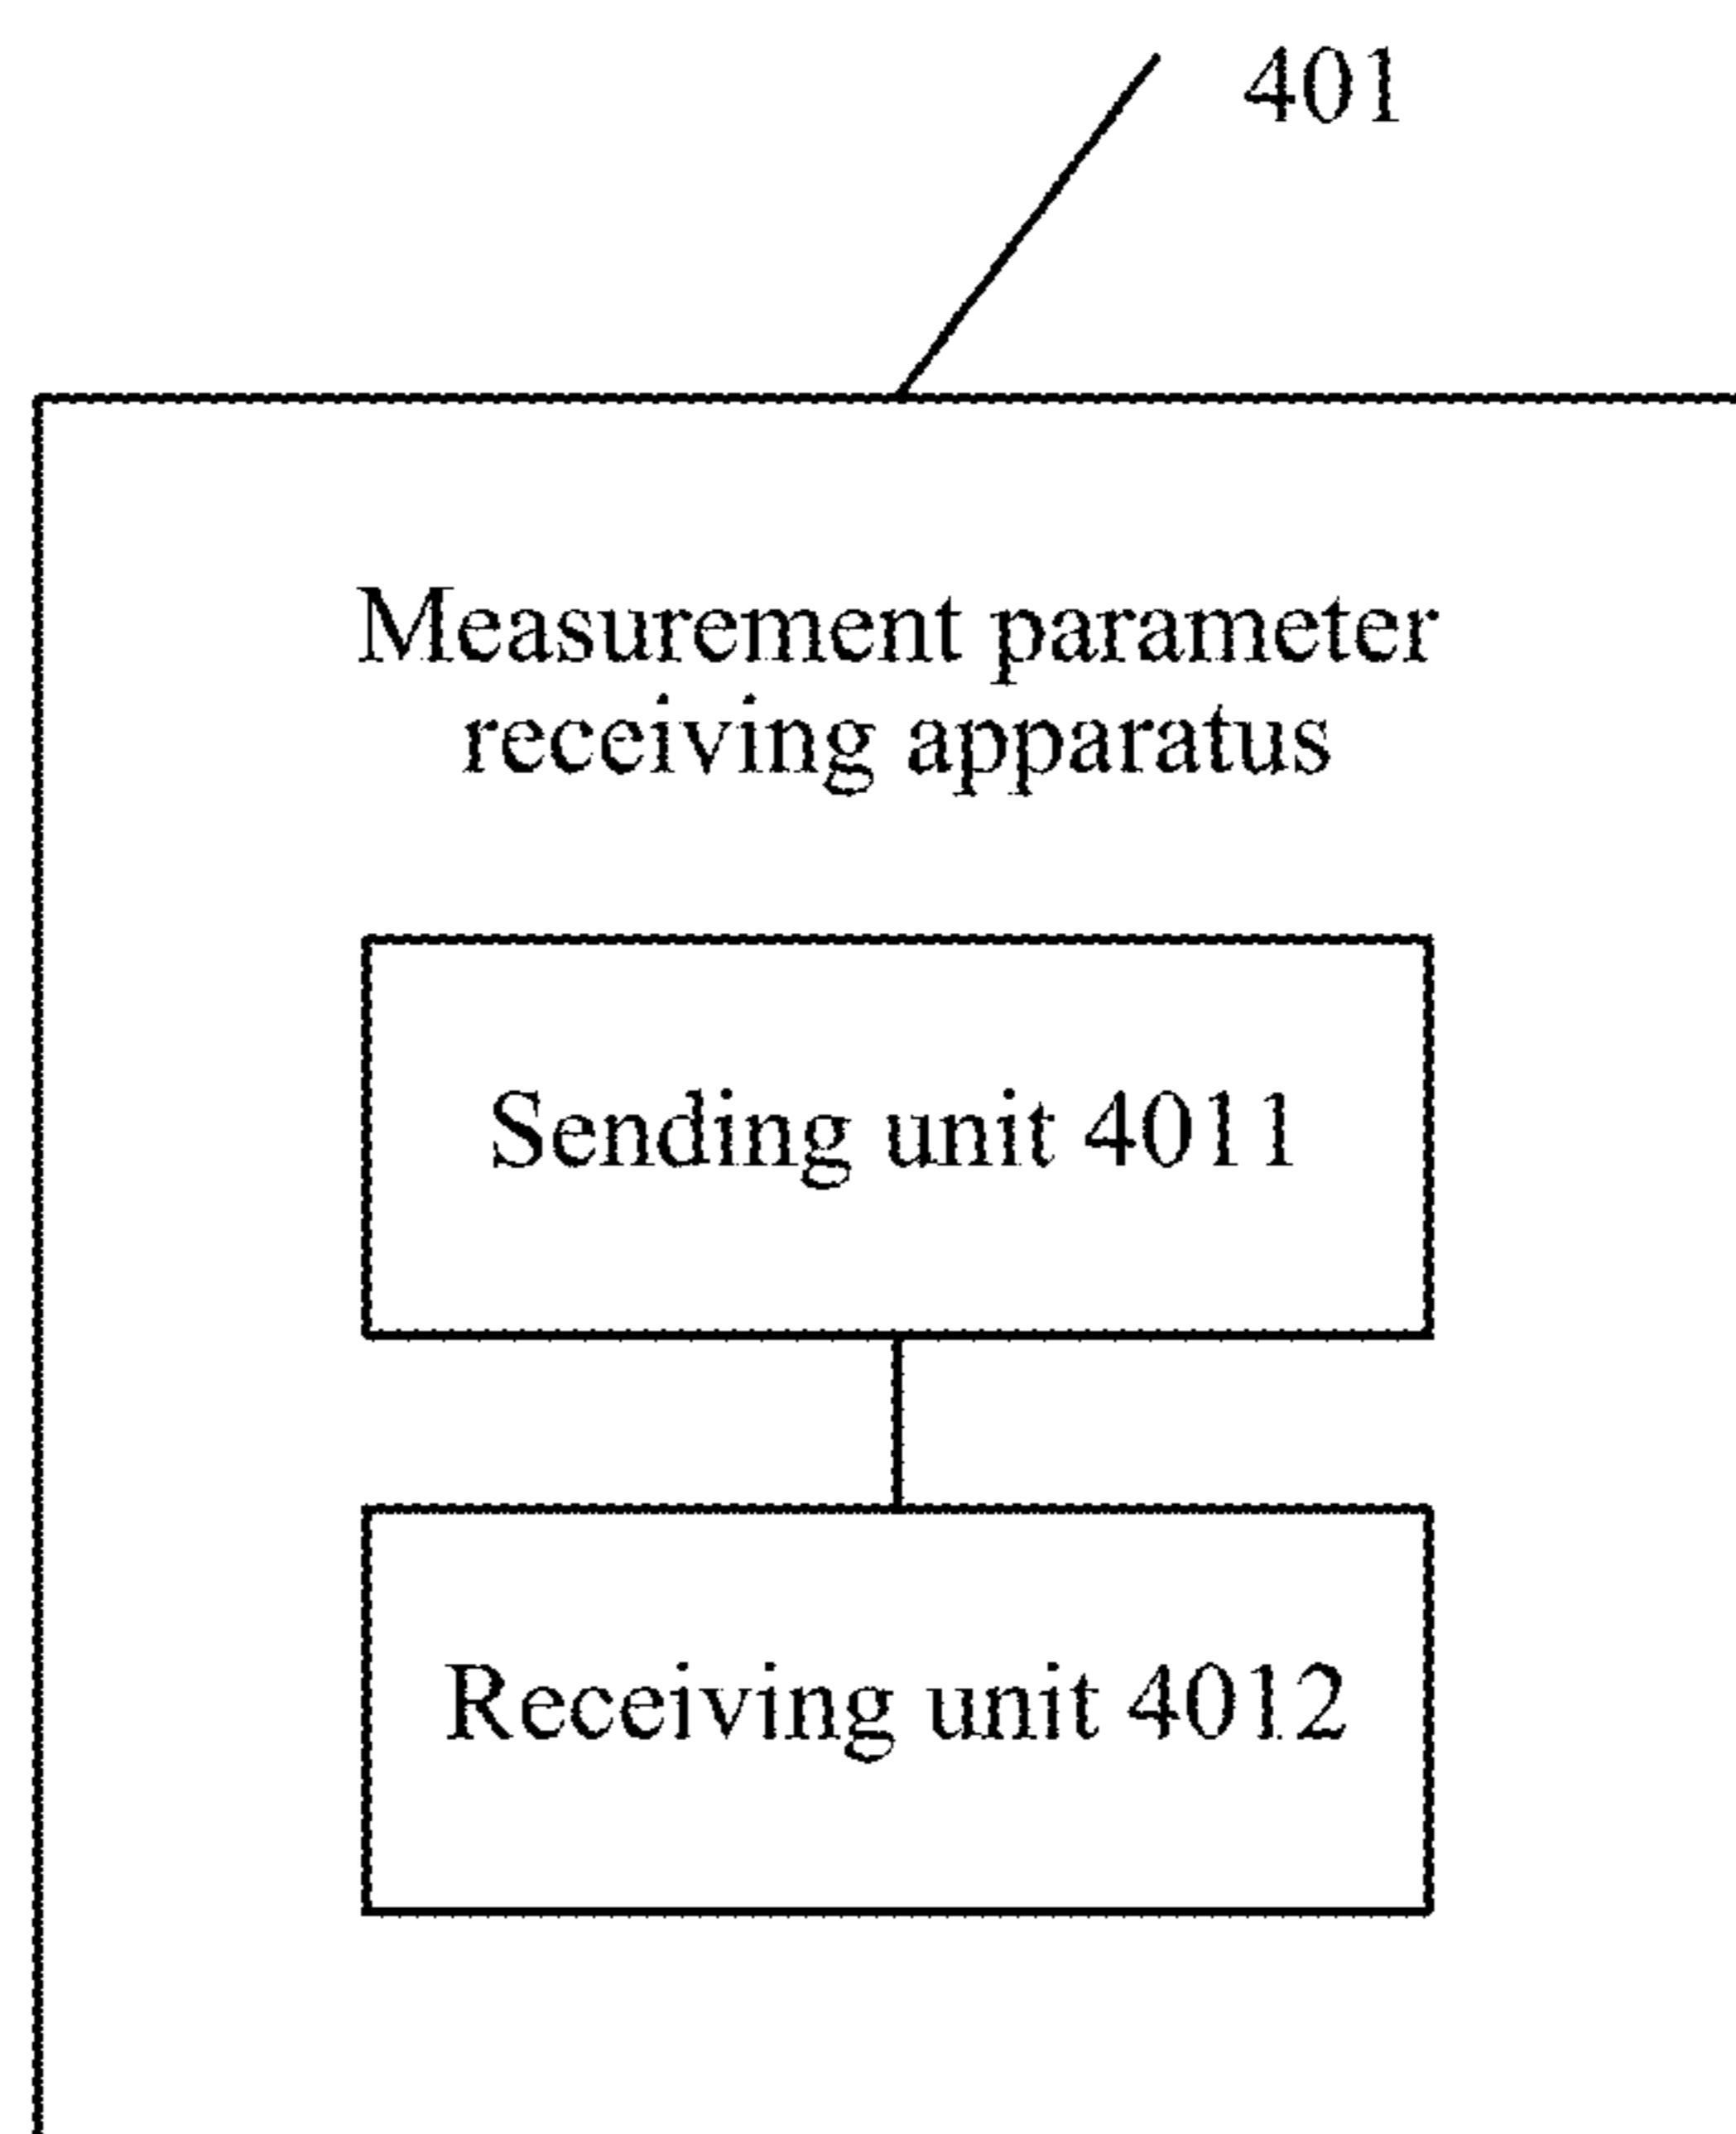 401
Measurement parameter
receiving apparatus
Sending unit 4011
Receiving unit 4012